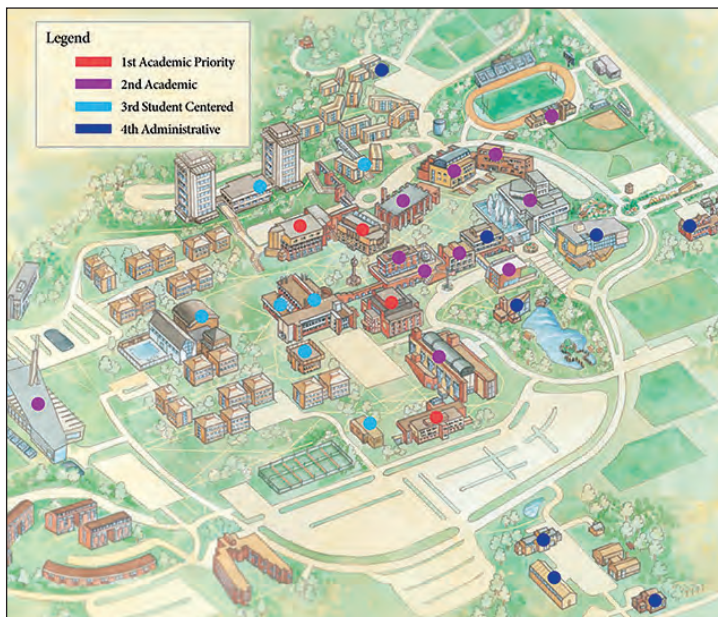 Legend
1st Academic Priority
2nd Academic
3rd Student Centered
4th Administrative